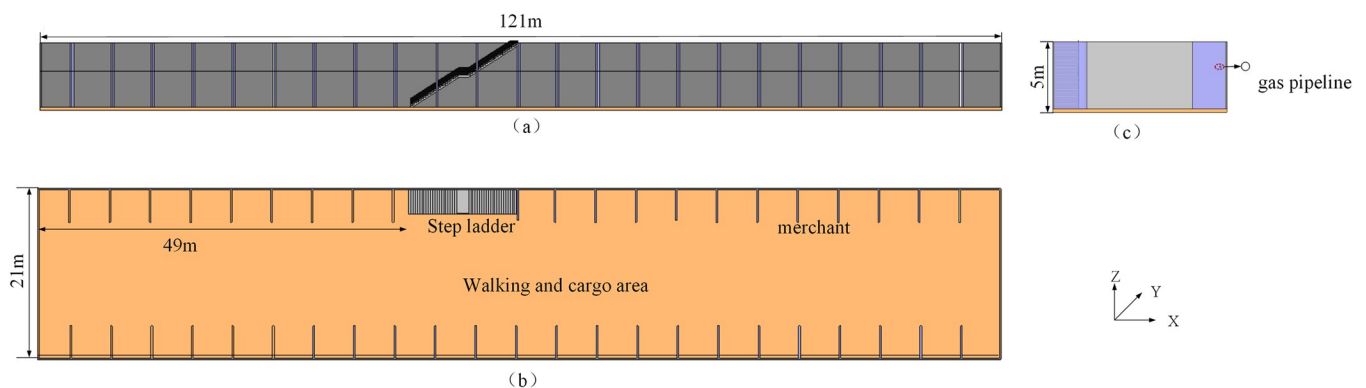 121m
5m
gas pipeline
（a）
（c）
21m
49m
Step ladder
merchant
Walking and cargo area
Z
Y
X
（b）